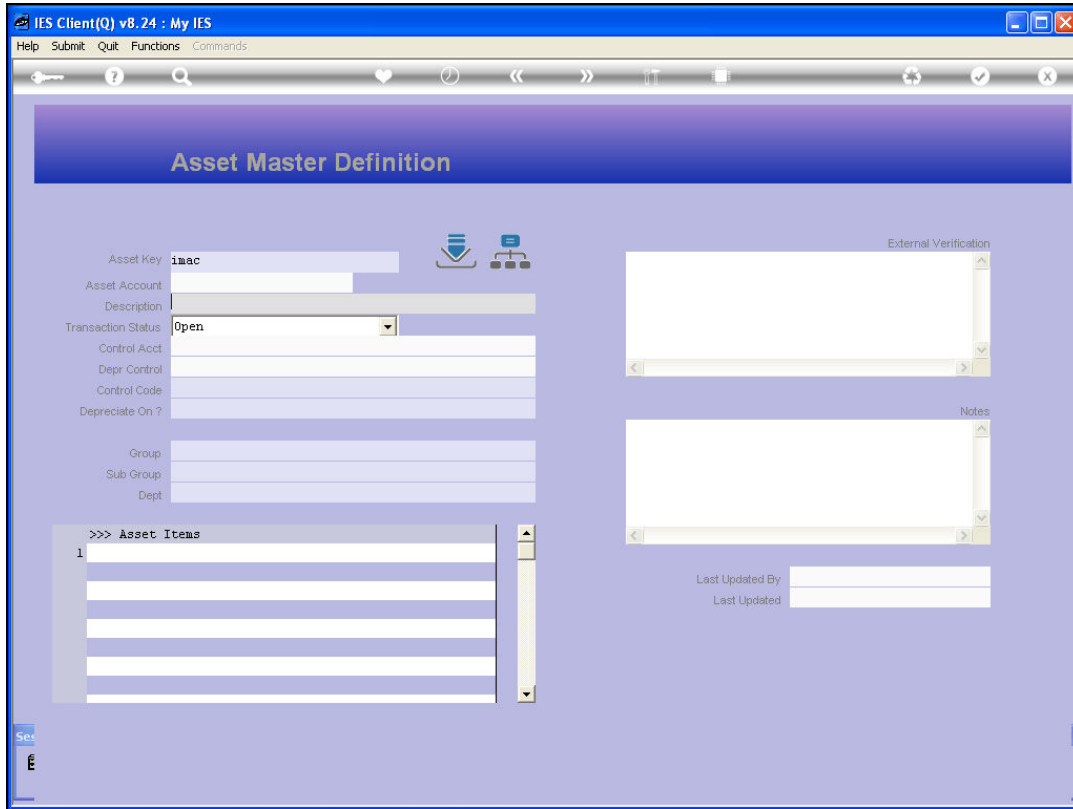 IES Client(Q) v8.24 : My IES
Help Submit Quit Functions Commands
Asset Master Definition
Asset Key imac
Asset Account
Description
Transaction Status Open
Control Acct
Depr Control
Control Code
Depreciate On ?
Group
Sub Group
Dept
>>> Asset Items
1
External Verification
Notes
Last Updated By
Last Updated